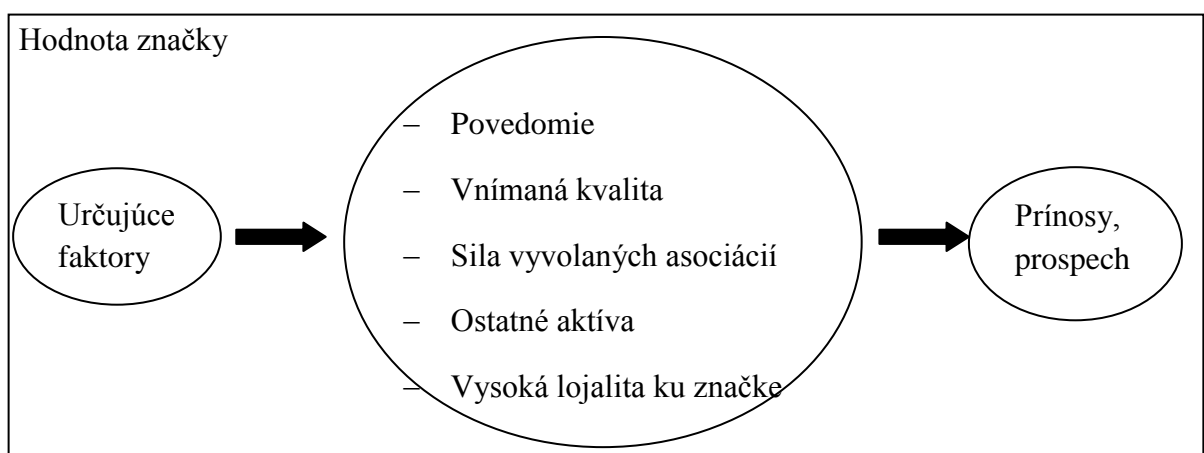 Hodnota značky
Určujúce
faktory
– Povedomie
– Vnímaná kvalita
– Sila vyvolaných asociácií
– Ostatné aktíva
– Vysoká lojalita ku značke
Prínosy,
prospech